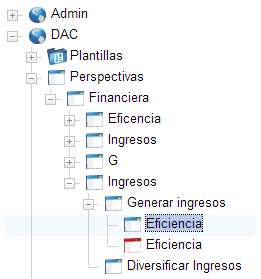 Admin
DAC
Plantillas
Perspectivas
Financiera
Eficencia
Ingresos
G
Ingresos
Generar ingresos
Eficiencia
Eficiencia
Diversificar Ingresos